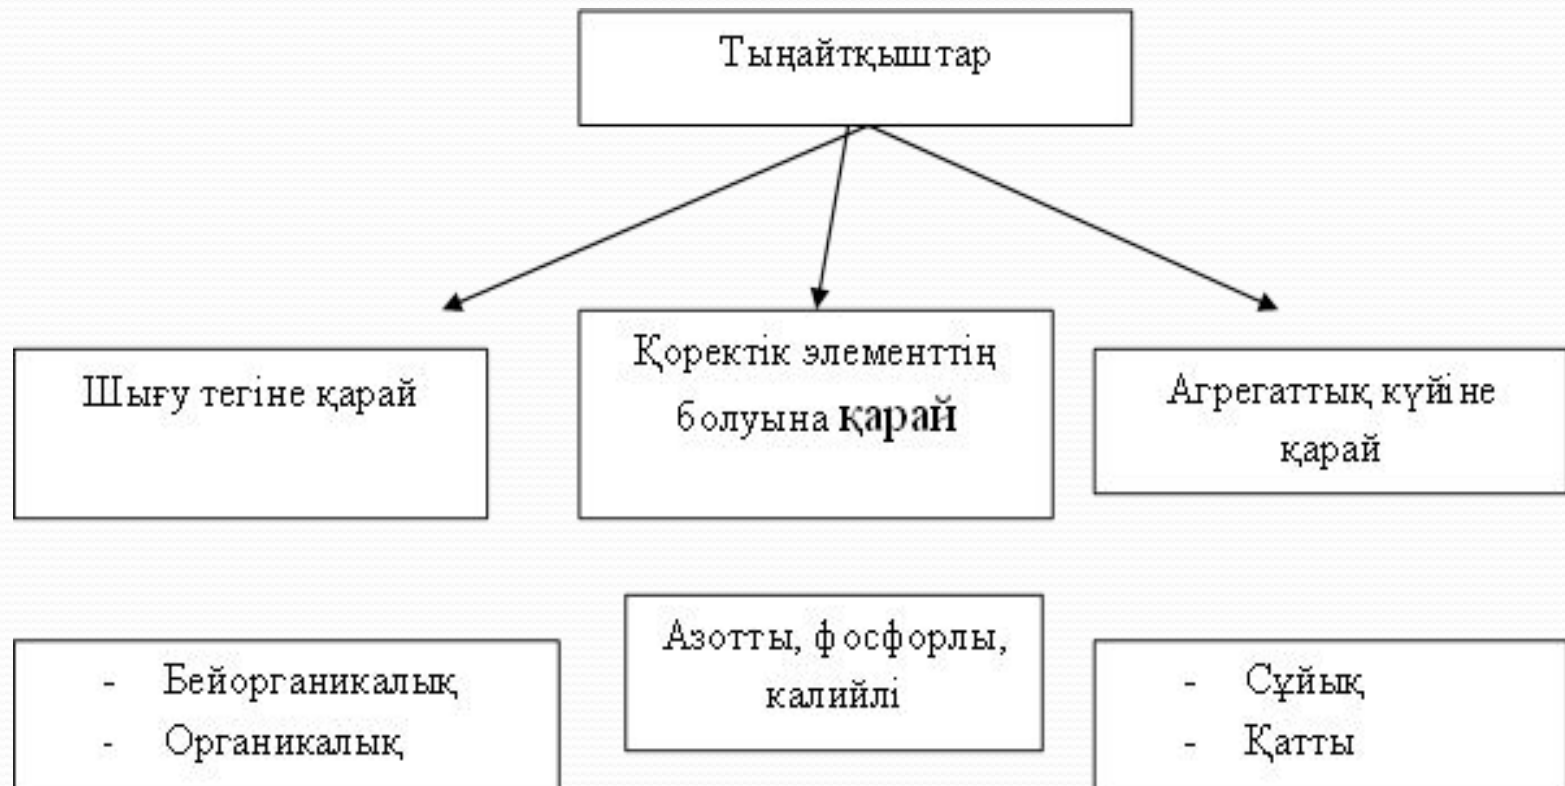 Тыңайтқыштар
Шығу тегіне қарай
Қоректік элементтің
болуына қарай
Агрегаттық күйіне
қарай
- Бейорганикалық
- Органикалық
Азотты, фосфорлы,
калийлі
- Сұйық
- Қатты